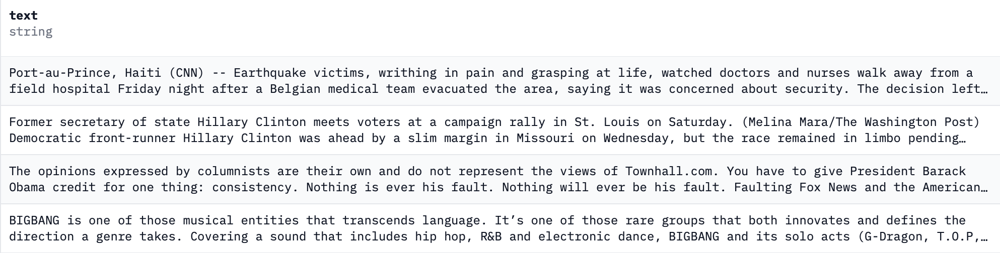 text
string
Port-au-Prince, Haiti (CNN) -- Earthquake victims, writhing in pain and grasping at life, watched doctors and nurses walk away from a
field hospital Friday night after a Belgian medical team evacuated the area, saying it was concerned about security. The decision left…
Former secretary of state Hillary Clinton meets voters at a campaign rally in St. Louis on Saturday. (Melina Mara/The Washington Post)
Democratic front-runner Hillary Clinton was ahead by a slim margin in Missouri on Wednesday, but the race remained in limbo pending…
The opinions expressed by columnists are their own and do not represent the views of Townhall.com. You have to give President Barack
Obama credit for one thing: consistency. Nothing is ever his fault. Nothing will ever be his fault. Faulting Fox News and the American…
BIGBANG is one of those musical entities that transcends language. It’s one of those rare groups that both innovates and defines the
direction a genre takes. Covering a sound that includes hip hop, R&B and electronic dance, BIGBANG and its solo acts (G-Dragon, T.O.P,…